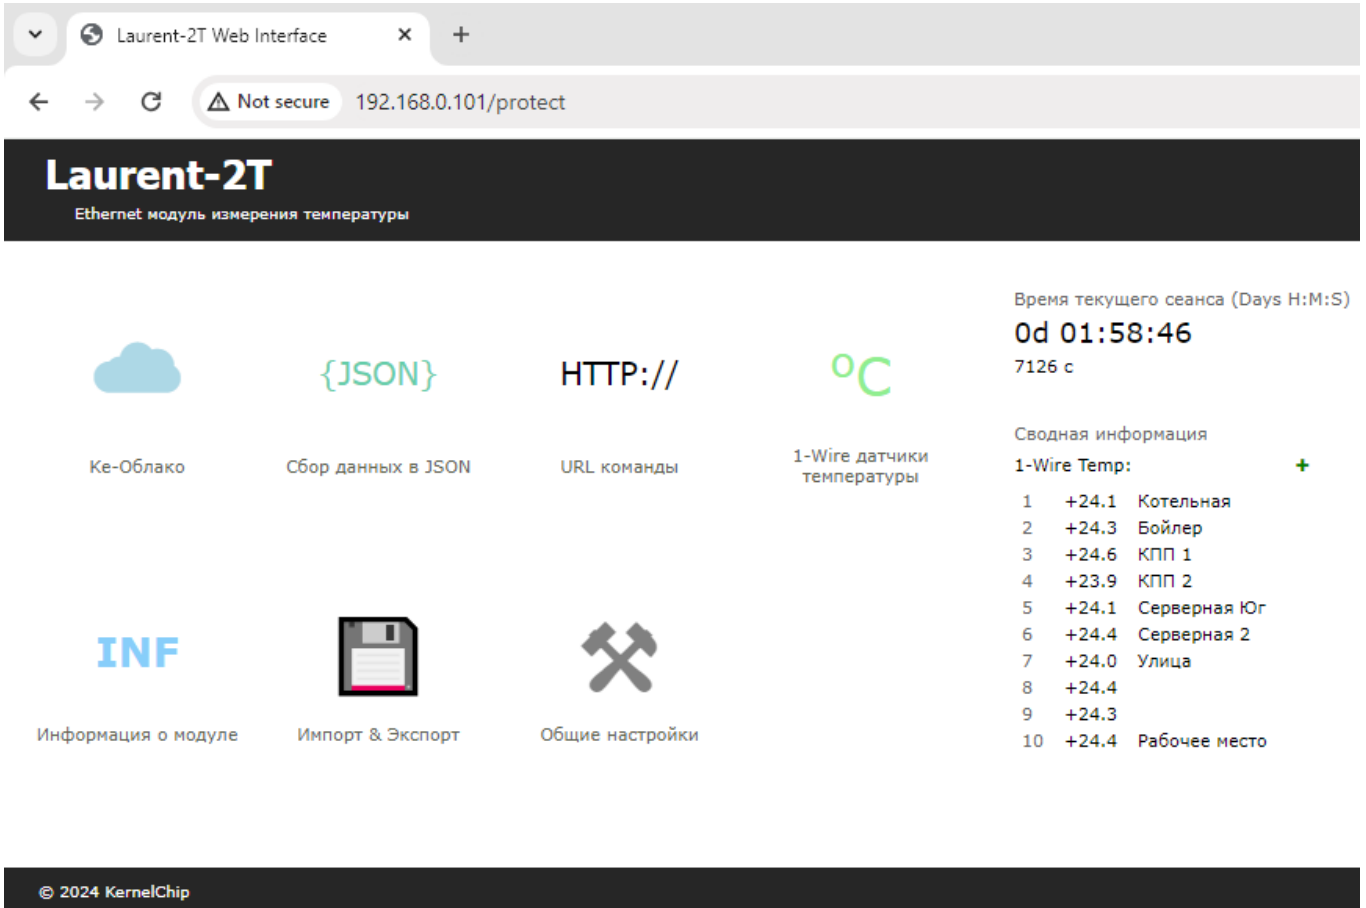 Laurent-2T Web Interface
Not secure 192.168.0.101/protect
Laurent-2T
Ethernet модуль измерения температуры
Ке-Облако
{JSON}
Сбор данных в JSON
HTTP://
URL команды
ºC
1-Wire датчики
температуры
INF
Информация о модуле
Импорт & Экспорт
Общие настройки
Время текущего сеанса (Days H:M:S)
0d 01:58:46
7126 с
Сводная информация
1-Wire Temp: +
1 +24.1 Котельная
2 +24.3 Бойлер
3 +24.6 КПП 1
4 +23.9 КПП 2
5 +24.1 Серверная Юг
6 +24.4 Серверная 2
7 +24.0 Улица
8 +24.4
9 +24.3
10 +24.4 Рабочее место
© 2024 KernelChip